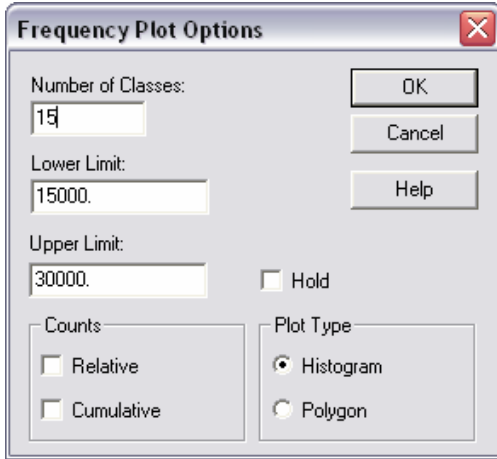 Frequency Plot Options
Number of Classes:
15
OK
Cancel
Lower Limit:
15000.
Help
Upper Limit:
30000.
Hold
Counts
Relative
Cumulative
Plot Type
Histogram
Polygon